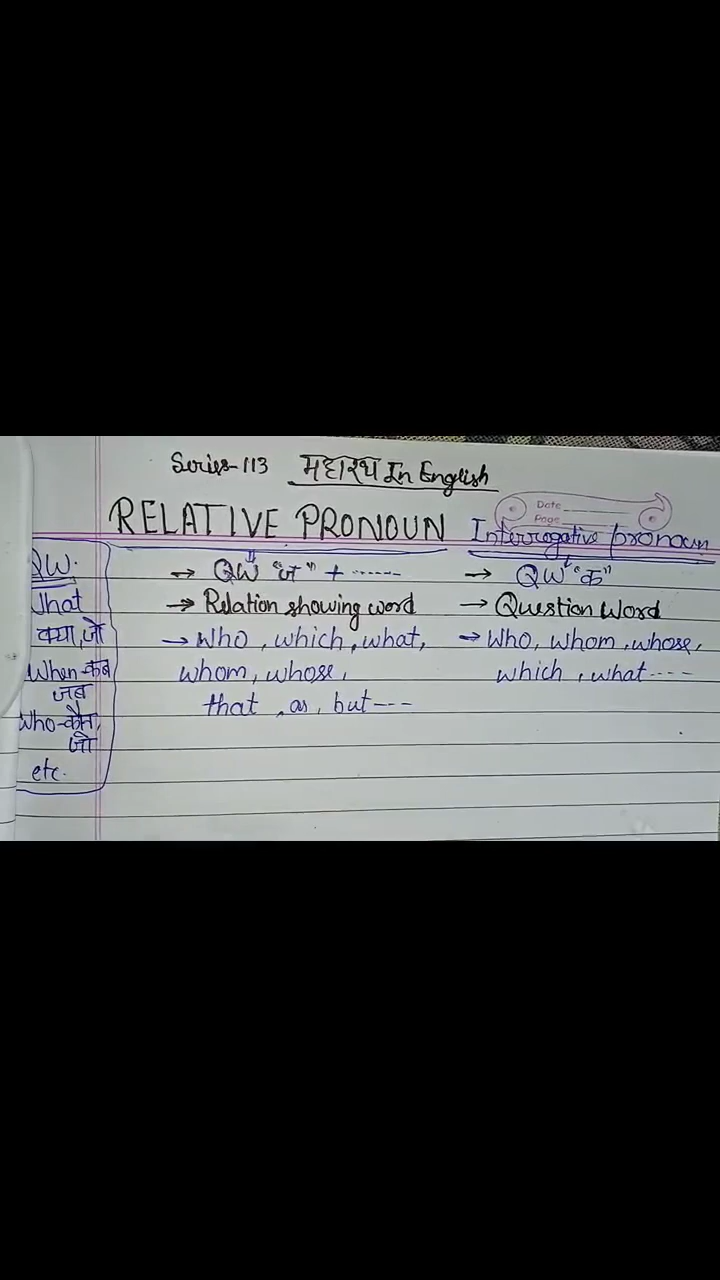 Series-113 महारथ In English
Date
Page
RELATIVE PRONOUN
Interrogative pronoun
QW.
What
क्या, जो
When-कब
जब
Who-कौन,
जो
etc.
→ QW "ज" + ------
→ Relation showing word
→ Who, which, what,
whom, whose,
that, as, but---
→ QW "क"
→ Question Word
→ Who, whom, whose,
which, what----